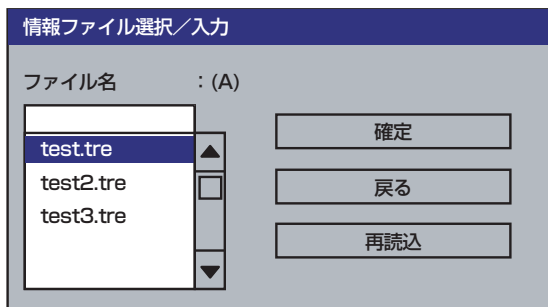 情報ファイル選択／入力
ファイル名　：(A)
test.tre
test2.tre
test3.tre
確定
戻る
再読込